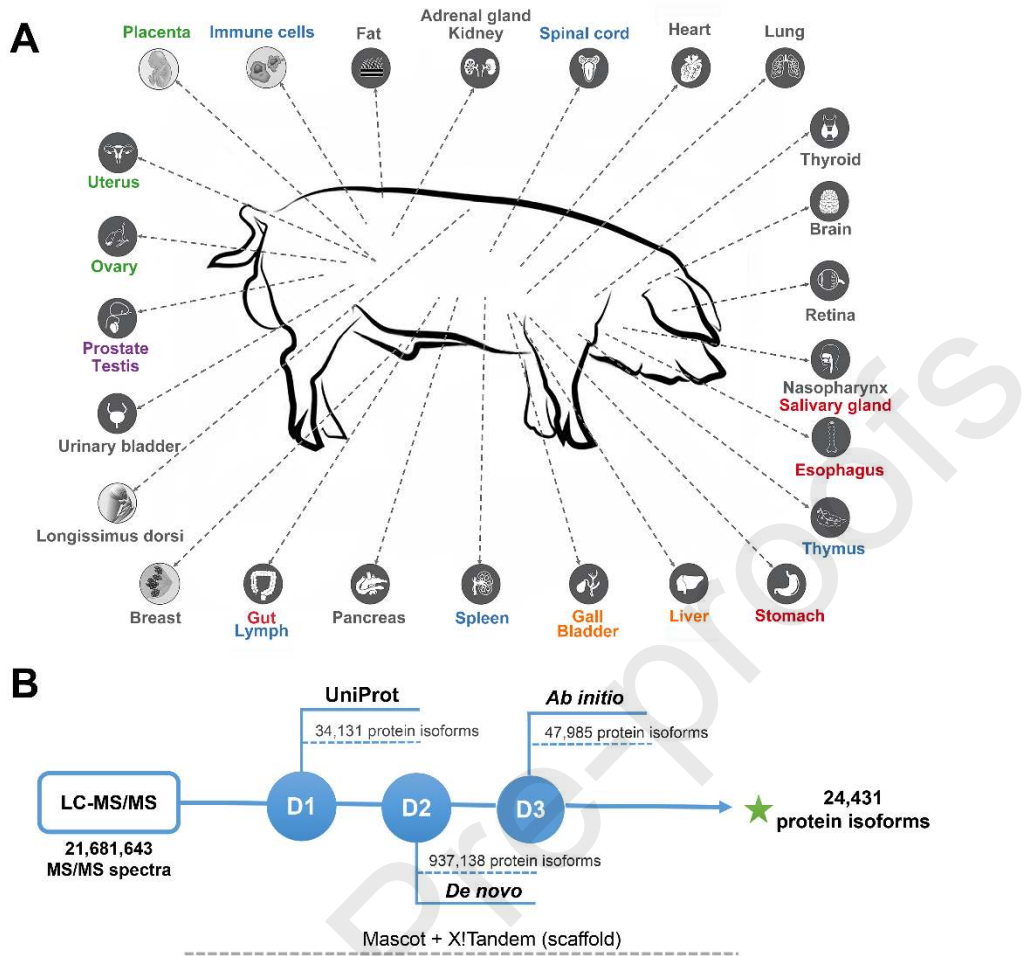 A
Placenta
Immune cells
Fat
Adrenal gland
Kidney
Spinal cord
Heart
Lung
Thyroid
Brain
Retina
Nasopharynx
Salivary gland
Esophagus
Thymus
Uterus
Ovary
Prostate
Testis
Urinary bladder
Longissimus dorsi
Breast
Gut
Lymph
Pancreas
Spleen
Gall
Bladder
Liver
Stomach
B
UniProt
34,131 protein isoforms
Ab initio
47,985 protein isoforms
LC-MS/MS
D1
D2
D3
24,431
protein isoforms
21,681,643
MS/MS spectra
937,138 protein isoforms
De novo
Mascot + X!Tandem (scaffold)
Pre-proofs